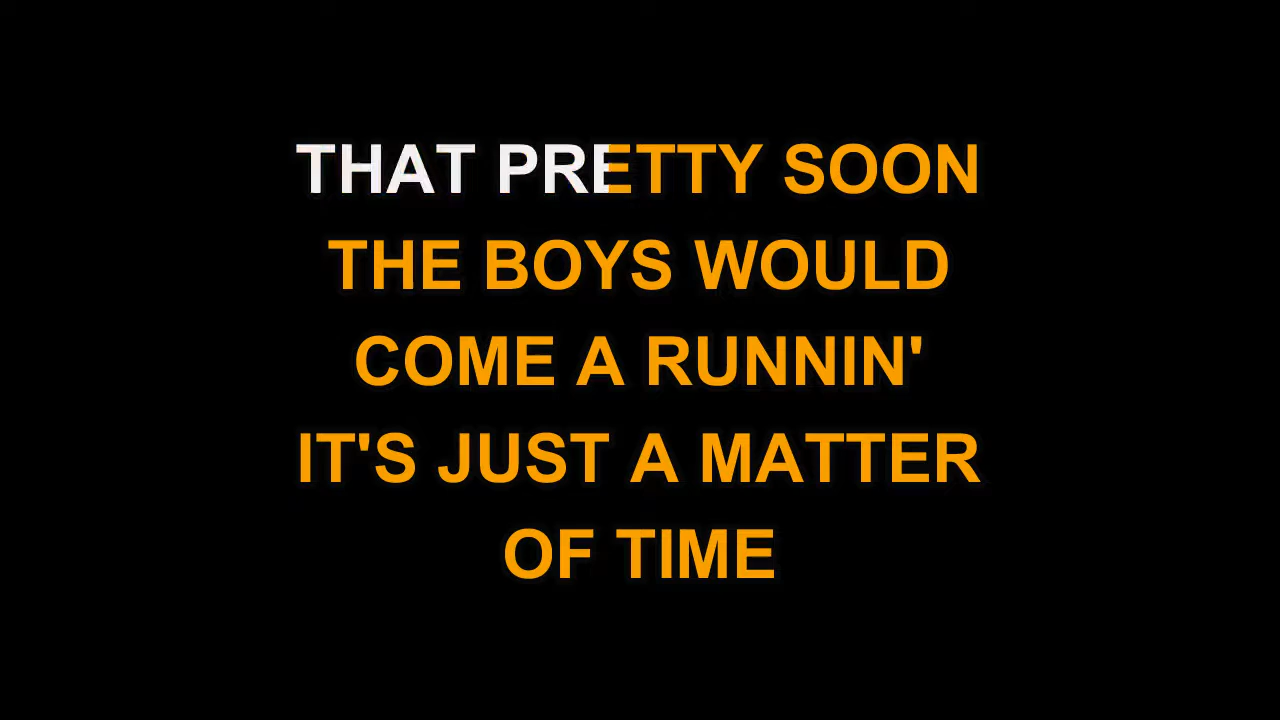 THAT PRETTY SOON
THE BOYS WOULD
COME A RUNNIN'
IT'S JUST A MATTER
OF TIME